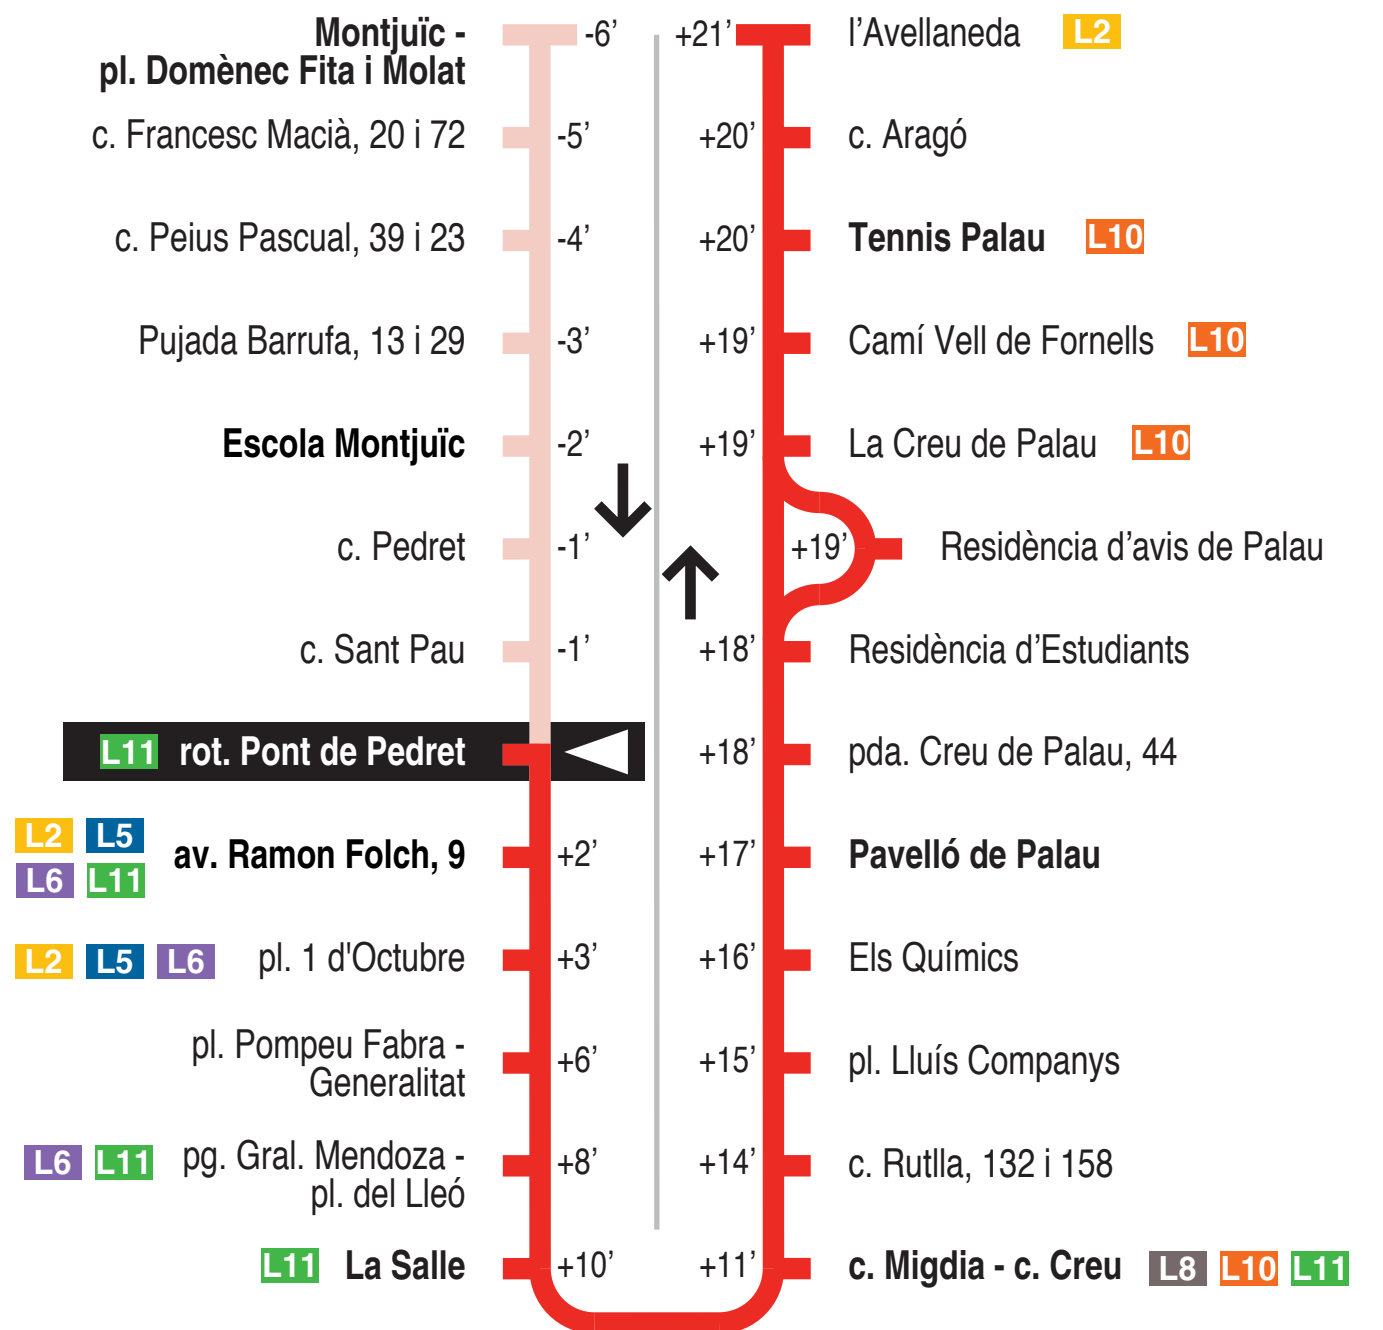 Montjuïc -
pl. Domènec Fita i Molat
-6’
c. Francesc Macià, 20 i 72
-5’
c. Peius Pascual, 39 i 23
-4’
Pujada Barrufa, 13 i 29
-3’
Escola Montjuïc
-2’
c. Pedret
-1’
c. Sant Pau
-1’
L11 rot. Pont de Pedret
L2 L5
L6 L11
av. Ramon Folch, 9
+2’
L2 L5 L6 pl. 1 d'Octubre
+3’
pl. Pompeu Fabra -
Generalitat
+6’
L6 L11 pg. Gral. Mendoza -
pl. del Lleó
+8’
L11 La Salle
+10’
+21’ l’Avellaneda L2
+20’ c. Aragó
+20’ Tennis Palau L10
+19’ Camí Vell de Fornells L10
+19’ La Creu de Palau L10
+19’ Residència d’avis de Palau
+18’ Residència d’Estudiants
+18’ pda. Creu de Palau, 44
+17’ Pavelló de Palau
+16’ Els Químics
+15’ pl. Lluís Companys
+14’ c. Rutlla, 132 i 158
+11’ c. Migdia - c. Creu L8 L10 L11